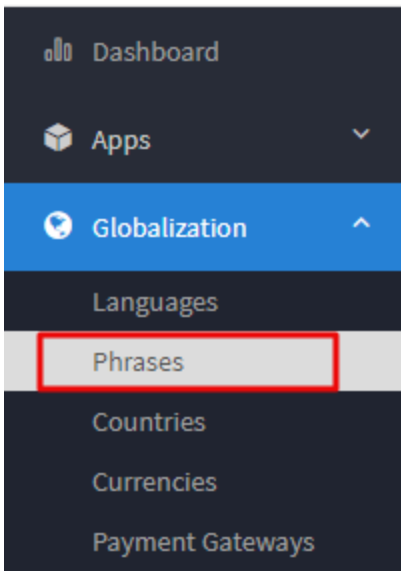 Dashboard
Apps
Globalization
Languages
Phrases
Countries
Currencies
Payment Gateways